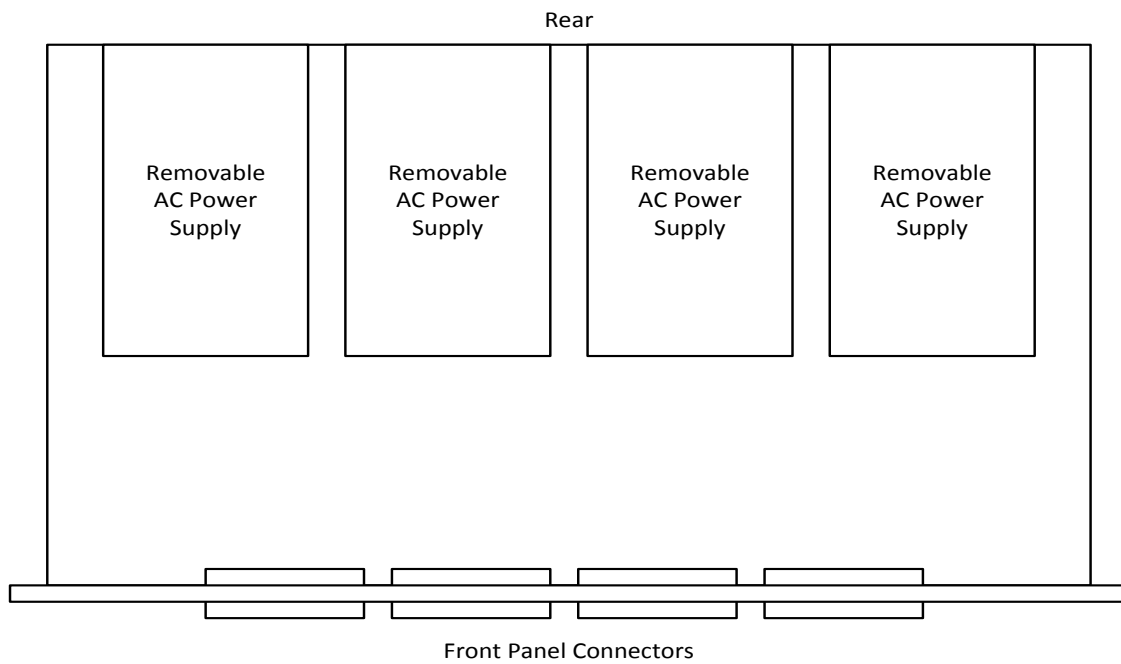 Rear
Removable
AC Power
Supply
Removable
AC Power
Supply
Removable
AC Power
Supply
Removable
AC Power
Supply
Front Panel Connectors